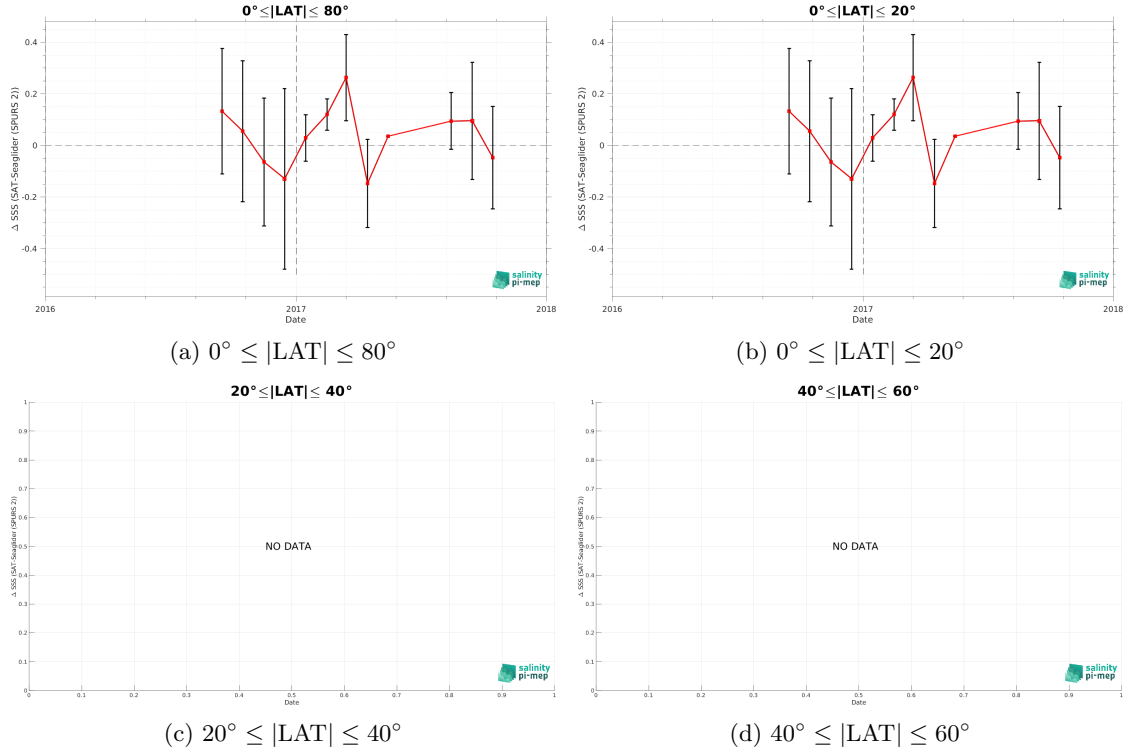 0°≤|LAT|≤ 80°
Δ SSS (SAT-Seaglider (SPURS 2))
0.4
0.2
0
-0.2
-0.4
2016
2017
2018
Date
salinity
pi-mep
(a) 0° ≤ |LAT| ≤ 80°
0°≤|LAT|≤ 20°
Δ SSS (SAT-Seaglider (SPURS 2))
0.4
0.2
0
-0.2
-0.4
2016
2017
2018
Date
salinity
pi-mep
(b) 0° ≤ |LAT| ≤ 20°
20°≤|LAT|≤ 40°
Δ SSS (SAT-Seaglider (SPURS 2))
1
0.9
0.8
0.7
0.6
0.5
0.4
0.3
0.2
0.1
0
NO DATA
0 0.1 0.2 0.3 0.4 0.5 0.6 0.7 0.8 0.9 1
Date
salinity
pi-mep
(c) 20° ≤ |LAT| ≤ 40°
40°≤|LAT|≤ 60°
Δ SSS (SAT-Seaglider (SPURS 2))
1
0.9
0.8
0.7
0.6
0.5
0.4
0.3
0.2
0.1
0
NO DATA
0 0.1 0.2 0.3 0.4 0.5 0.6 0.7 0.8 0.9 1
Date
salinity
pi-mep
(d) 40° ≤ |LAT| ≤ 60°